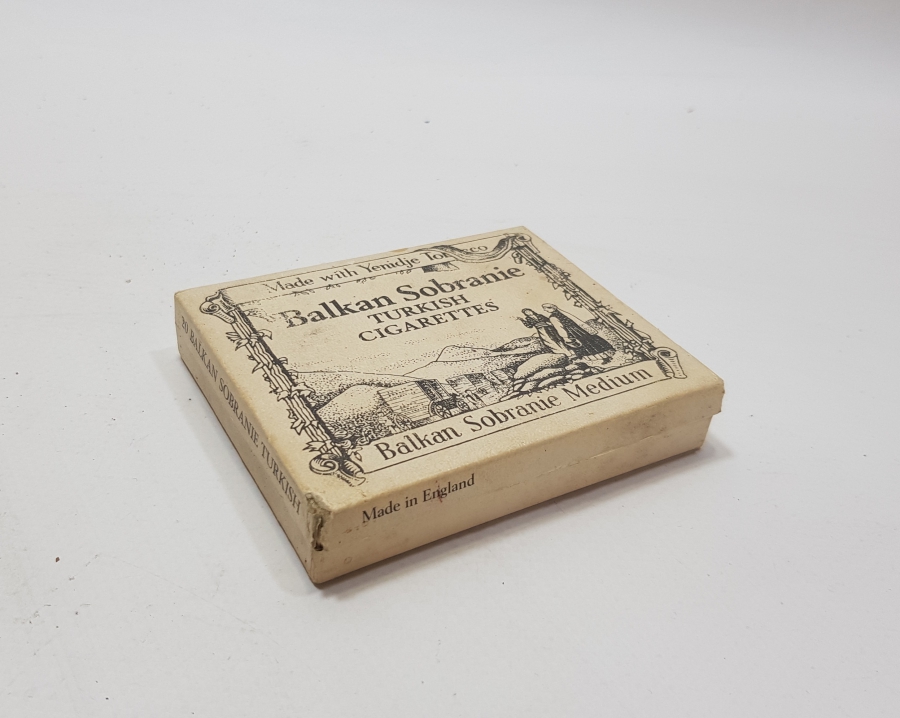 Made with Yenidje Tobacco
Balkan Sobranie
TURKISH
CIGARETTES
Balkan Sobranie Medium
Made in England
20 BALKAN SOBRANIE TURKISH